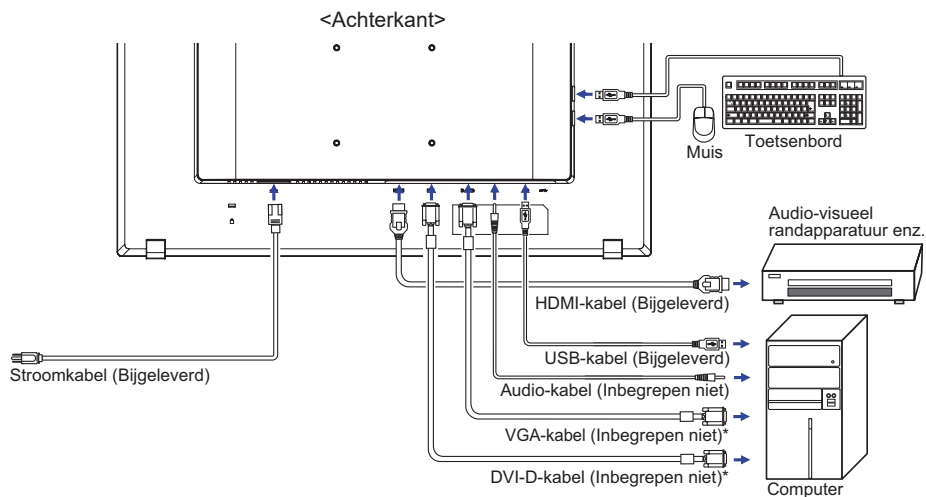 <Achterkant>
Muis
Toetsenbord
Audio-visueel
randapparatuur enz.
HDMI-kabel (Bijgeleverd)
USB-kabel (Bijgeleverd)
Stroomkabel (Bijgeleverd)
Audio-kabel (Inbegrepen niet)
VGA-kabel (Inbegrepen niet)*
DVI-D-kabel (Inbegrepen niet)*
Computer